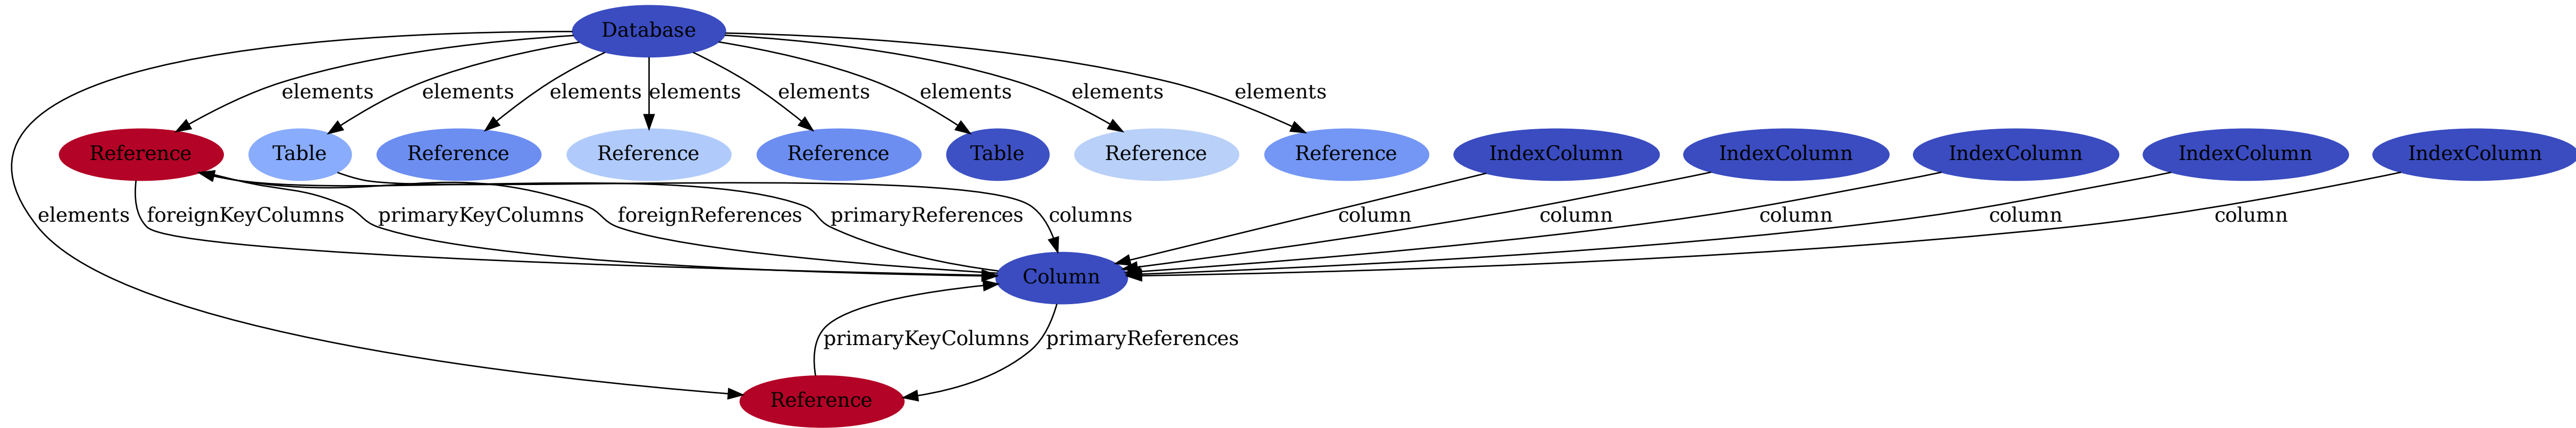 Database
elements elements elements elements elements elements elements elements
Reference Table Reference Reference Reference Table Reference Reference IndexColumn IndexColumn IndexColumn IndexColumn IndexColumn
elements foreignKeyColumns primaryKeyColumns foreignReferences primaryReferences columns column column column column column
Column
primaryKeyColumns primaryReferences
Reference